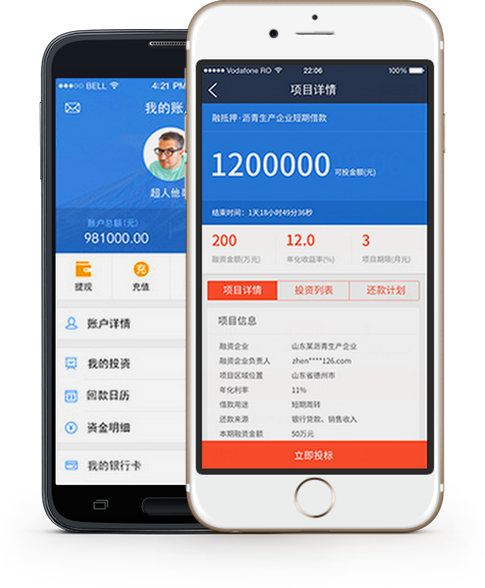 BELL 4:21 PM
我的账
超人他
账户总额(元)
981000.00
提现
充值
账户详情
我的投资
回款日历
资金明细
我的银行卡
Vodafone RO 22:06 100%
项目详情
融抵押·沥青生产企业短期借款
1200000 可投金额(元)
结束时间：1天18小时49分36秒
200 12.0 3
融资金额(万元) 年化收益率(%) 项目期限(月元)
项目详情 投资列表 还款计划
项目信息
融资企业 山东某沥青生产企业
融资企业负责人 zhen****126.com
项目区域位置 山东省德州市
年化利率 11%
借款用途 短期周转
还款来源 银行贷款、销售收入
本期融资金额 50万元
立即投标